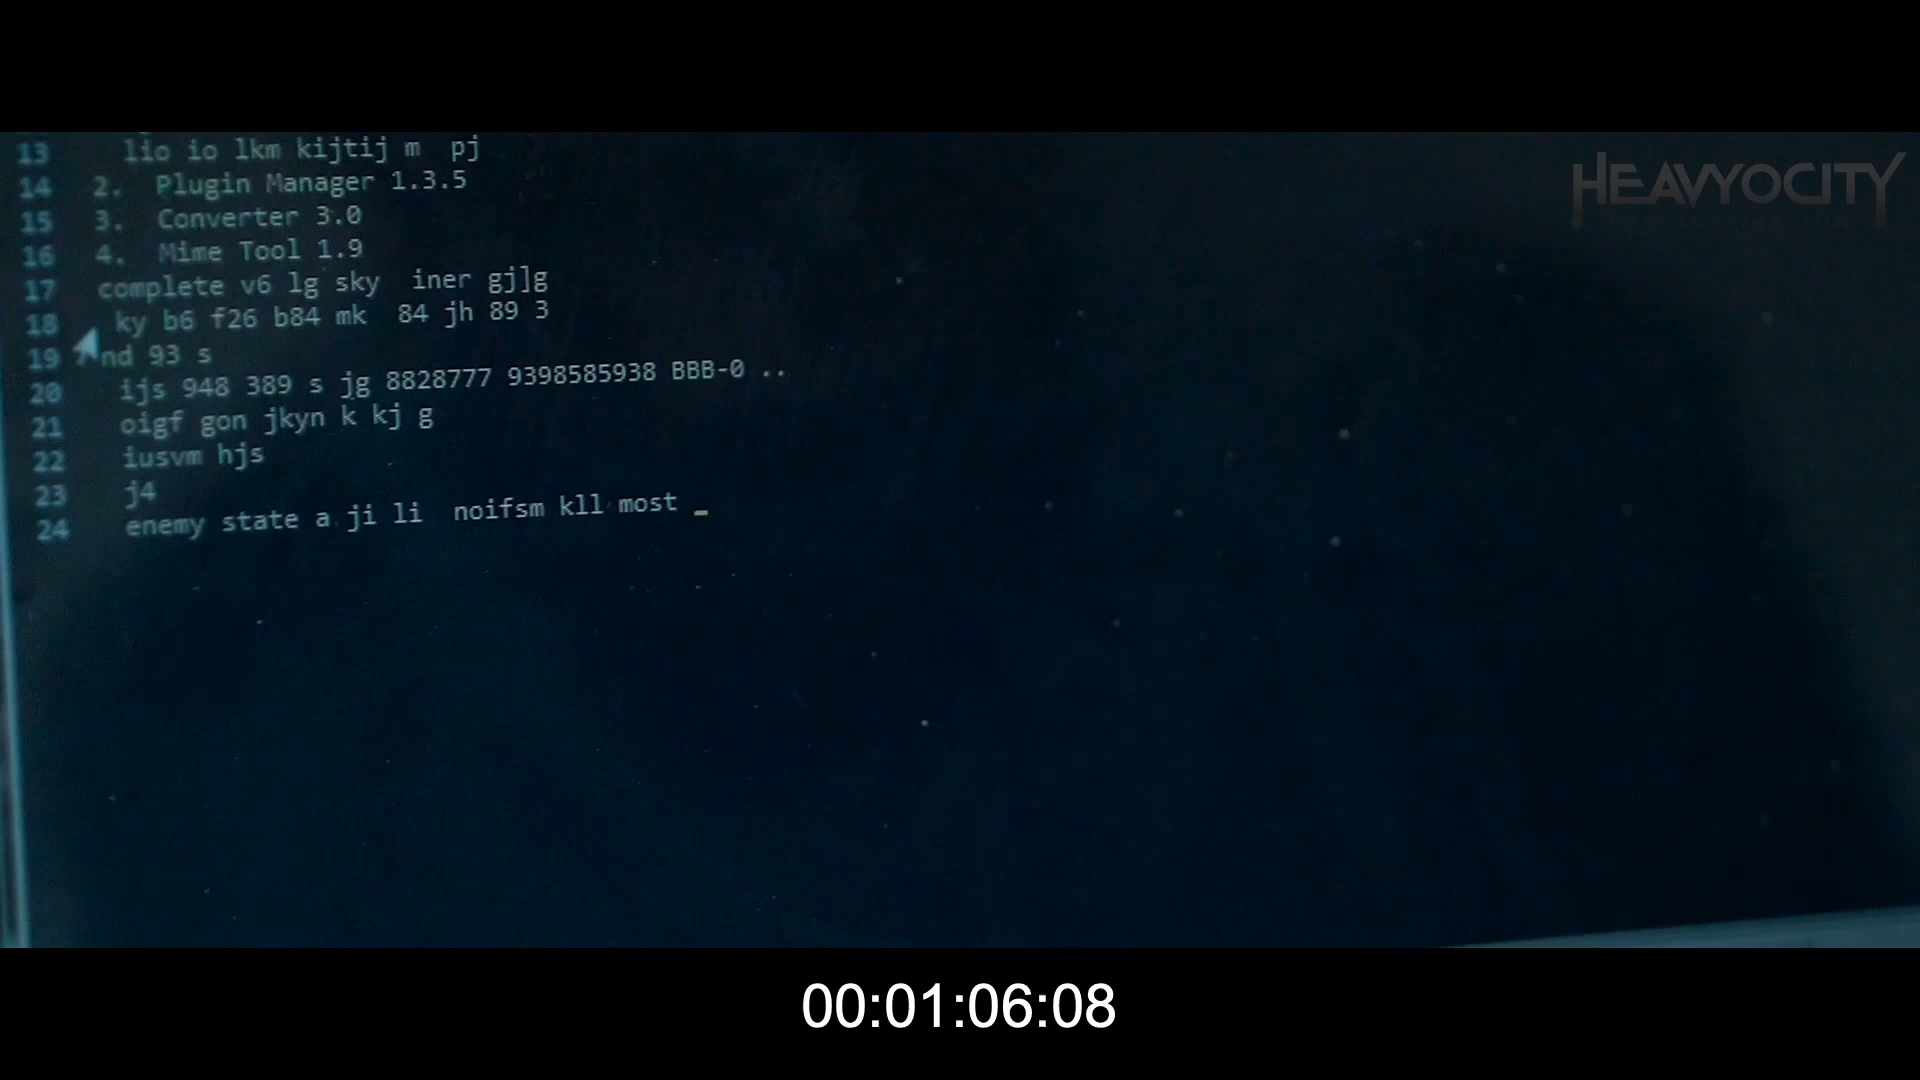 HEAVYOCITY
13 lio io lkm kijtij m pj
14 2. Plugin Manager 1.3.5
15 3. Converter 3.0
16 4. Mime Tool 1.9
17 complete v6 lg sky iner gj]g
18 ky b6 f26 b84 mk 84 jh 89 3
19 nd 93 s
20 ijs 948 389 s jg 8828777 9398585938 BBB-0 ..
21 oigf gon jkyn k kj g
22 iusvm hjs
23 j4
24 enemy state a ji li noifsm kll most _
00:01:06:08